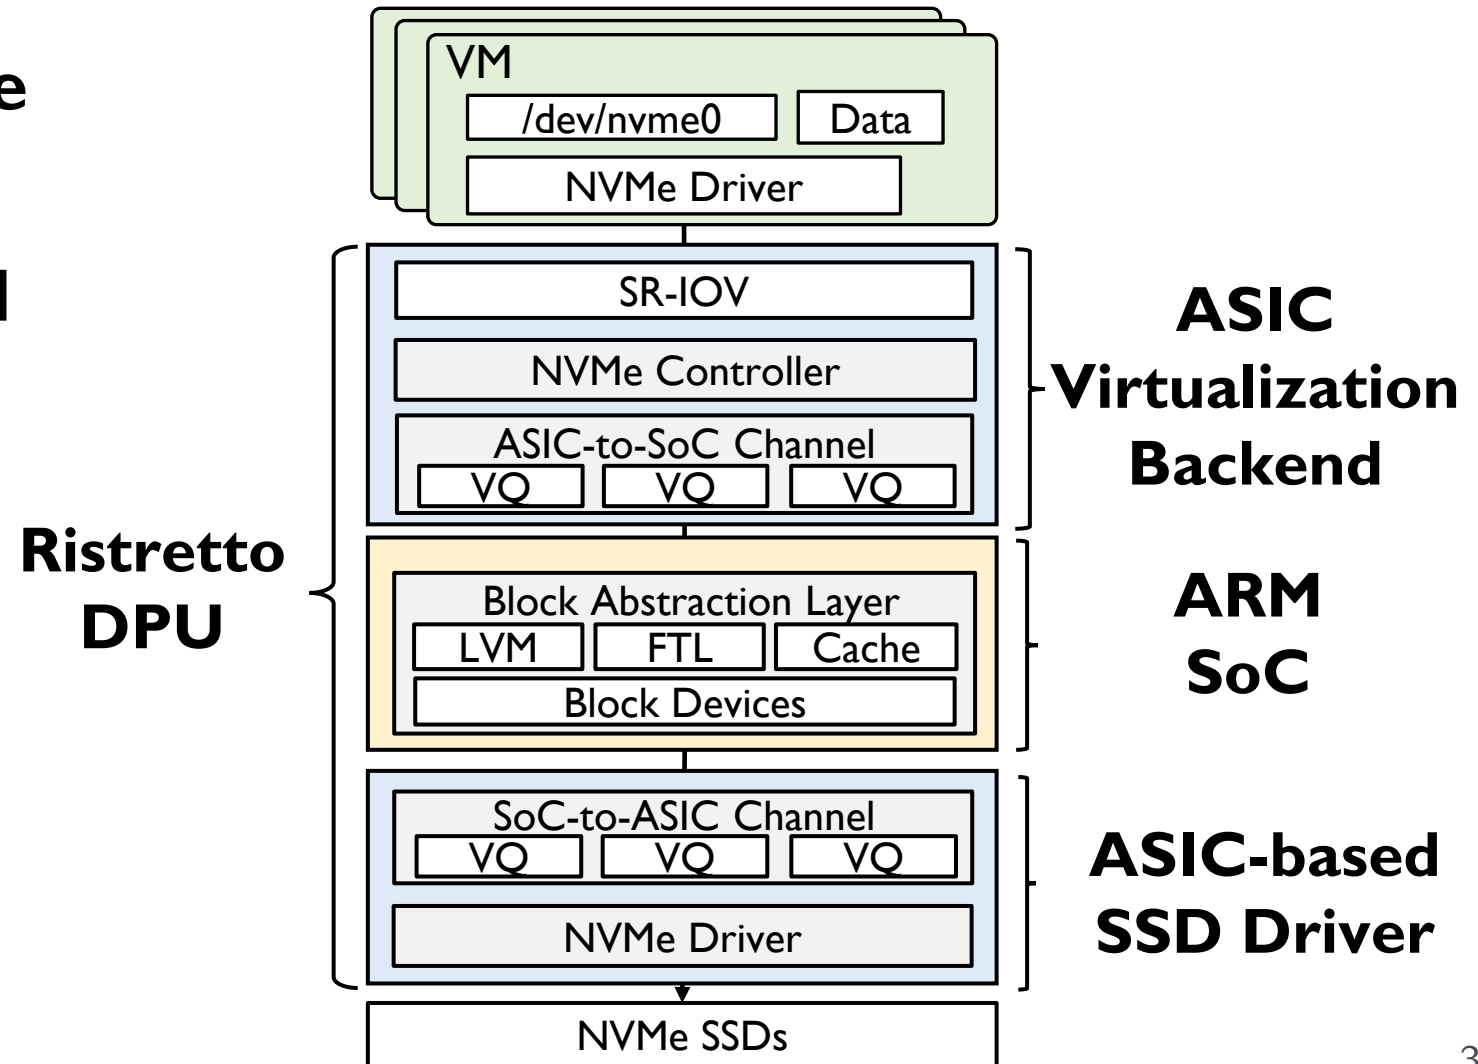 e
l
VM
/dev/nvme0
Data
NVMe Driver
SR-IOV
NVMe Controller
ASIC-to-SoC Channel
VQ
VQ
VQ
ASIC
Virtualization
Backend
Ristretto
DPU
Block Abstraction Layer
LVM
FTL
Cache
Block Devices
ARM
SoC
SoC-to-ASIC Channel
VQ
VQ
VQ
NVMe Driver
ASIC-based
SSD Driver
NVMe SSDs
3